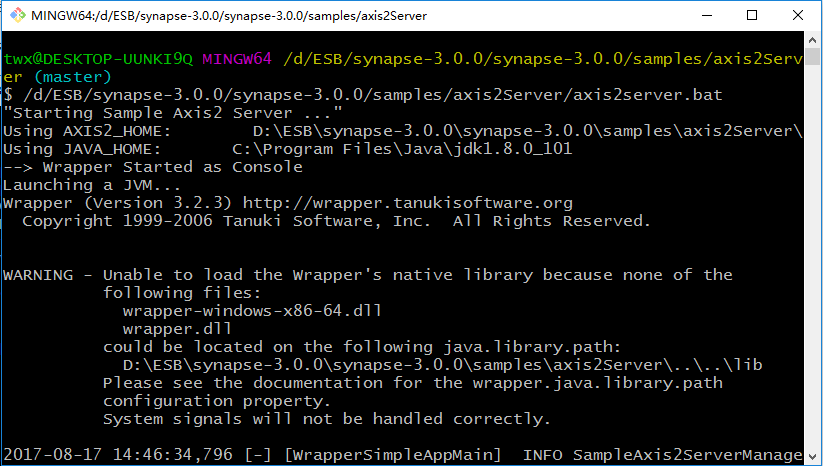 MINGW64:/d/ESB/synapse-3.0.0/synapse-3.0.0/samples/axis2Server
twx@DESKTOP-UUNKI9Q MINGW64 /d/ESB/synapse-3.0.0/synapse-3.0.0/samples/axis2Serv
er (master)
$ /d/ESB/synapse-3.0.0/synapse-3.0.0/samples/axis2Server/axis2server.bat
"Starting Sample Axis2 Server ..."
Using AXIS2_HOME:        D:\ESB\synapse-3.0.0\synapse-3.0.0\samples\axis2Server\
Using JAVA_HOME:       C:\Program Files\Java\jdk1.8.0_101
--> Wrapper Started as Console
Launching a JVM...
Wrapper (Version 3.2.3) http://wrapper.tanukisoftware.org
  Copyright 1999-2006 Tanuki Software, Inc.  All Rights Reserved.
WARNING - Unable to load the Wrapper's native library because none of the
          following files:
            wrapper-windows-x86-64.dll
            wrapper.dll
          could be located on the following java.library.path:
            D:\ESB\synapse-3.0.0\synapse-3.0.0\samples\axis2Server\..\..\lib
          Please see the documentation for the wrapper.java.library.path
          configuration property.
          System signals will not be handled correctly.
2017-08-17 14:46:34,796 [-] [WrapperSimpleAppMain]  INFO SampleAxis2ServerManage